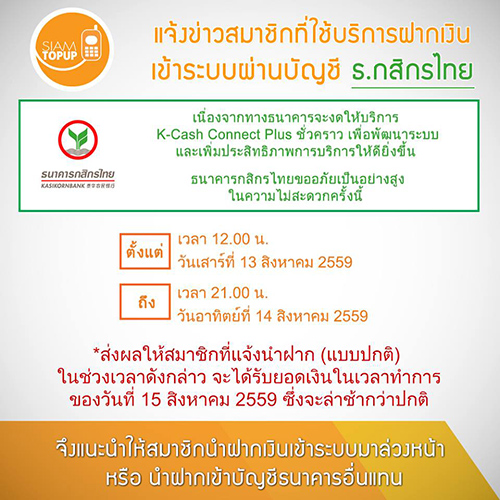 SIAM
TOPUP
แจ้งข่าวสมาชิกที่ใช้บริการฝากเงิน
เข้าระบบผ่านบัญชี ธ.กสิกรไทย
ธนาคารกสิกรไทย
KASIKORNBANK 泰华农民银行
เนื่องจากทางธนาคารจะงดให้บริการ
K-Cash Connect Plus ชั่วคราว เพื่อพัฒนาระบบ
และเพิ่มประสิทธิภาพการบริการให้ดียิ่งขึ้น
ธนาคารกสิกรไทยขออภัยเป็นอย่างสูง
ในความไม่สะดวกครั้งนี้
ตั้งแต่
เวลา 12.00 น.
วันเสาร์ที่ 13 สิงหาคม 2559
ถึง
เวลา 21.00 น.
วันอาทิตย์ที่ 14 สิงหาคม 2559
*ส่งผลให้สมาชิกที่แจ้งนำฝาก (แบบปกติ)
ในช่วงเวลาดังกล่าว จะได้รับยอดเงินในเวลาทำการ
ของวันที่ 15 สิงหาคม 2559 ซึ่งจะล่าช้ากว่าปกติ
จึงแนะนำให้สมาชิกนำฝากเงินเข้าระบบมาล่วงหน้า
หรือ นำฝากเข้าบัญชีธนาคารอื่นแทน